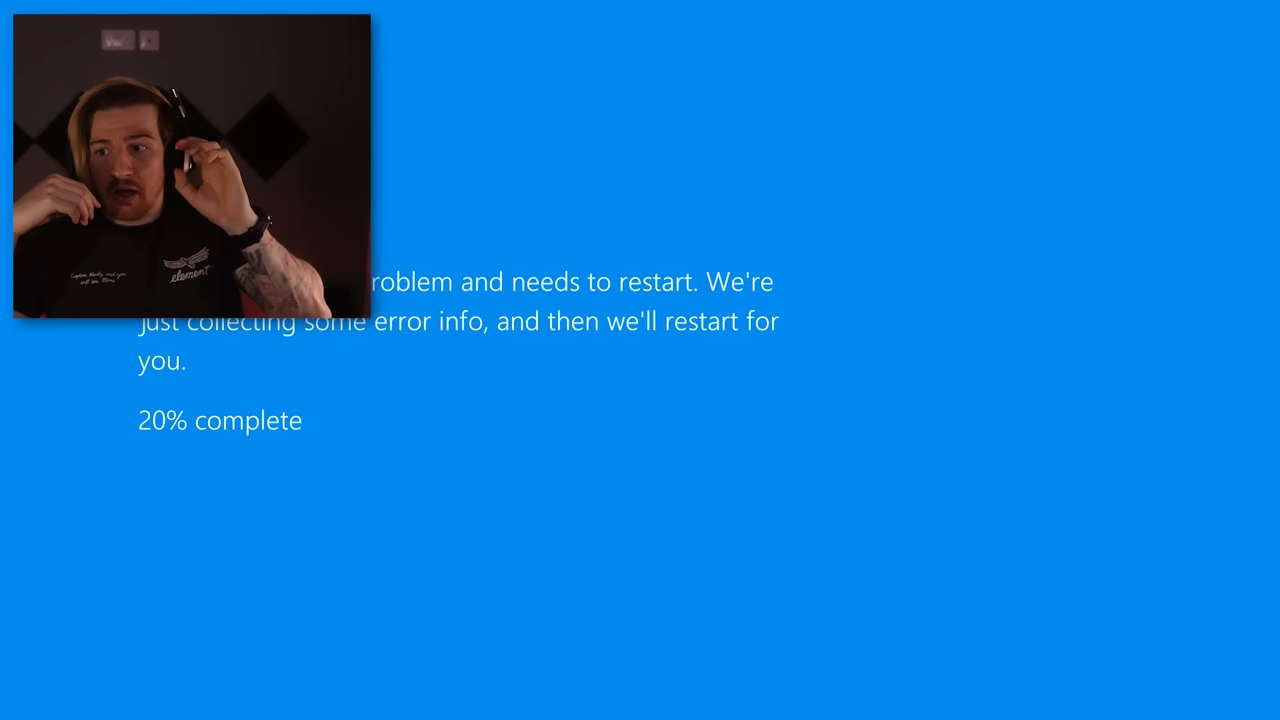 element
roblem and needs to restart. We're
just collecting some error info, and then we'll restart for
you.
20% complete